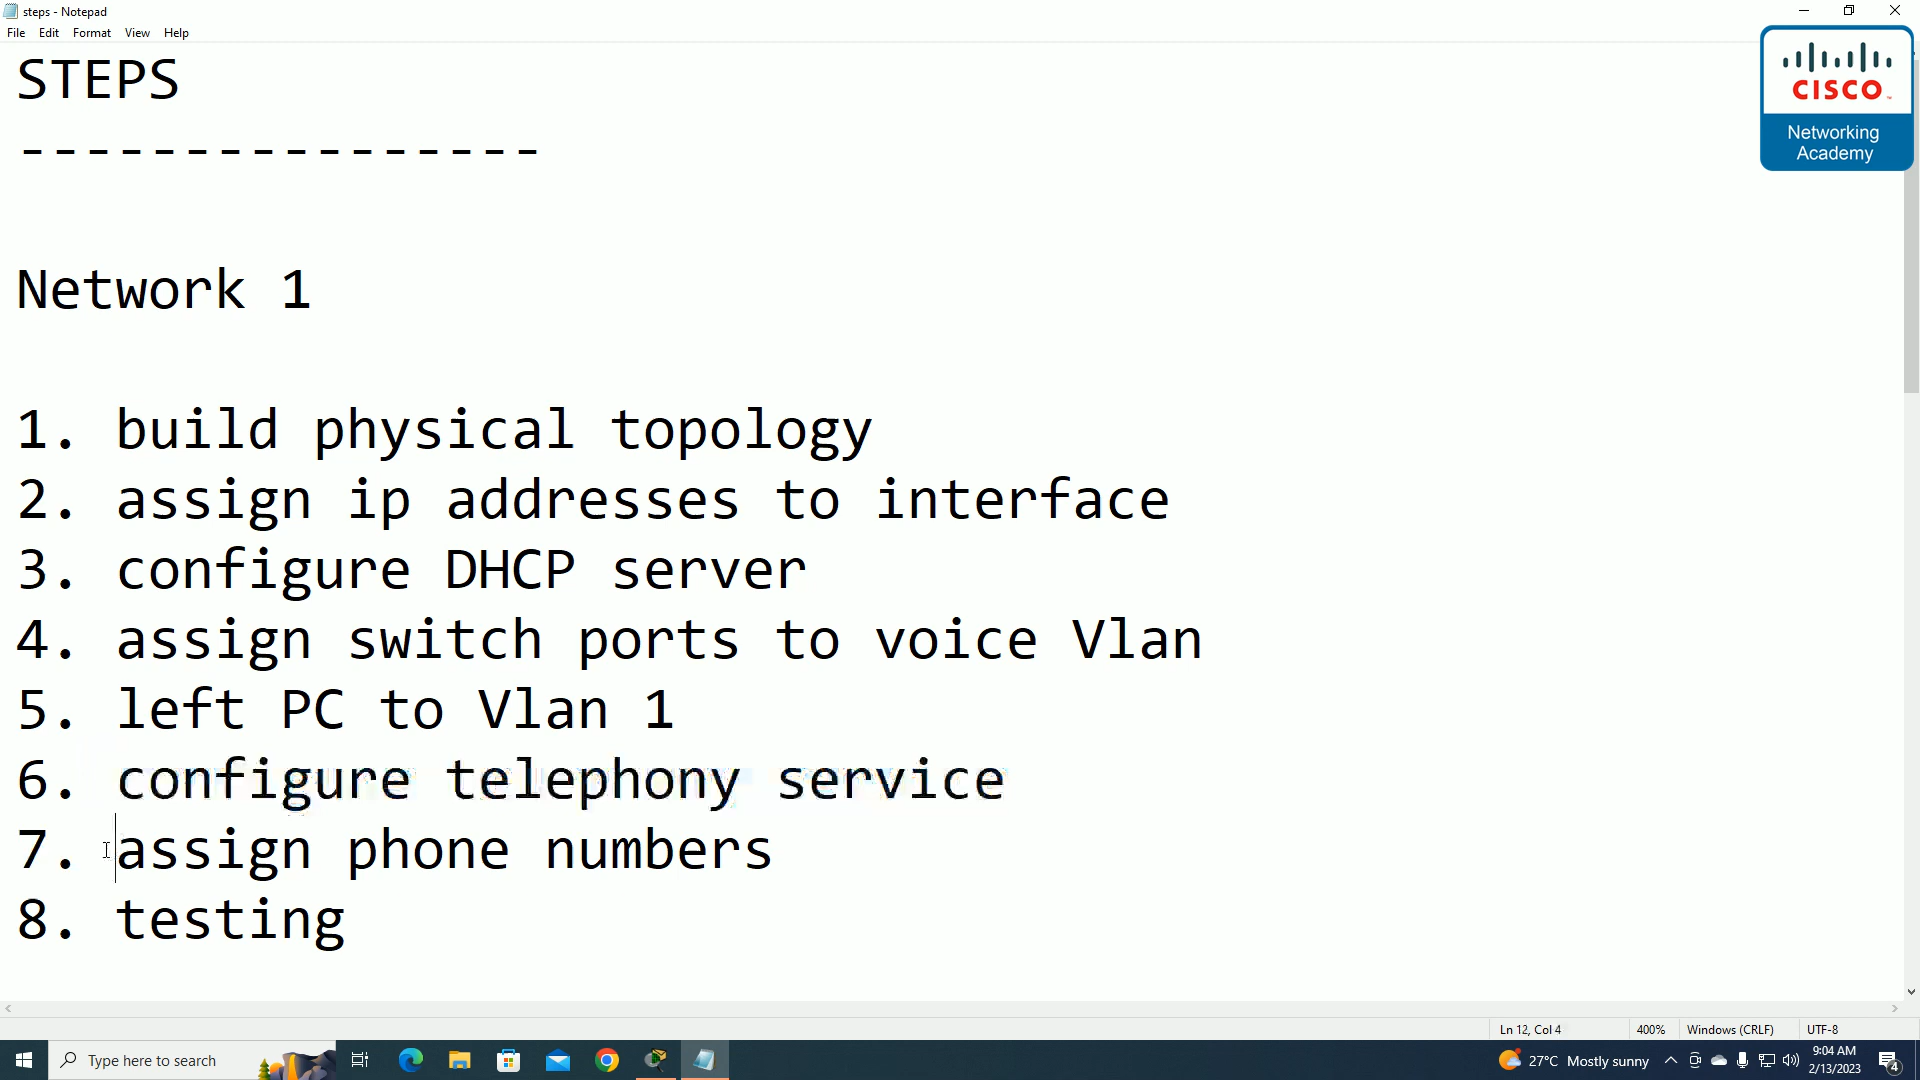 steps - Notepad
File Edit Format View Help
STEPS
----------------
Network 1
1. build physical topology
2. assign ip addresses to interface
3. configure DHCP server
4. assign switch ports to voice Vlan
5. left PC to Vlan 1
6. configure telephony service
7. assign phone numbers
8. testing
CISCO
Networking
Academy
Ln 12, Col 4 400% Windows (CRLF) UTF-8
Type here to search
27°C Mostly sunny
9:04 AM
2/13/2023
4